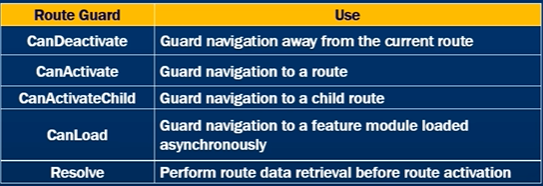 Route Guard Use
CanDeactivate Guard navigation away from the current route
CanActivate Guard navigation to a route
CanActivateChild Guard navigation to a child route
CanLoad Guard navigation to a feature module loaded
asynchronously
Resolve Perform route data retrieval before route activation